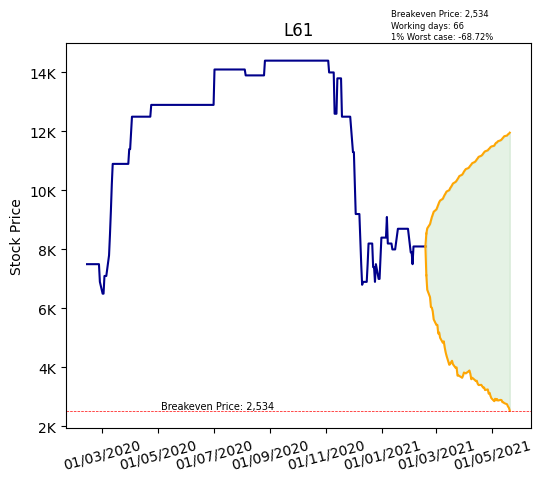 Breakeven Price: 2,534
Working days: 66
1% Worst case: -68.72%
L61
Stock Price
14K
12K
10K
8K
6K
4K
2K
Breakeven Price: 2,534
01/03/2020
01/05/2020
01/07/2020
01/09/2020
01/11/2020
01/01/2021
01/03/2021
01/05/2021